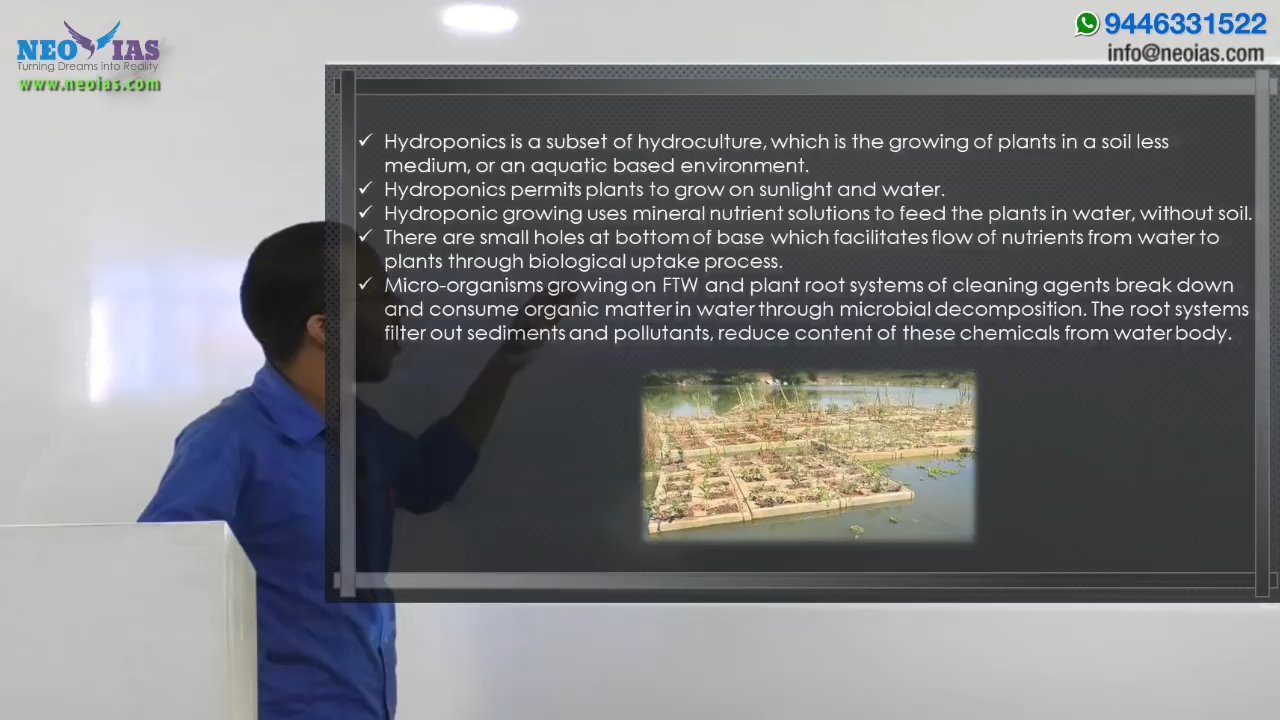 NEO IAS
Turning Dreams into Reality
www.neoias.com
9446331522
info@neoias.com
Hydroponics is a subset of hydroculture, which is the growing of plants in a soil less
medium, or an aquatic based environment.
Hydroponics permits plants to grow on sunlight and water.
Hydroponic growing uses mineral nutrient solutions to feed the plants in water, without soil.
There are small holes at bottom of base which facilitates flow of nutrients from water to
plants through biological uptake process.
Micro-organisms growing on FTW and plant root systems of cleaning agents break down
and consume organic matter in water through microbial decomposition. The root systems
filter out sediments and pollutants, reduce content of these chemicals from water body.